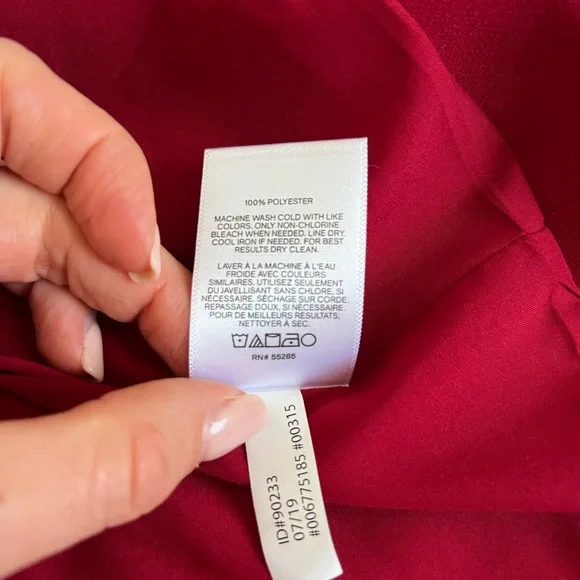 100% POLYESTER
MACHINE WASH COLD WITH LIKE
COLORS. ONLY NON-CHLORINE
BLEACH WHEN NEEDED. LINE DRY.
COOL IRON IF NEEDED. FOR BEST
RESULTS DRY CLEAN.
LAVER À LA MACHINE À L'EAU
FROIDE AVEC COULEURS
SIMILAIRES. UTILISEZ SEULEMENT
DU JAVELLISANT SANS CHLORE, SI
NÉCESSAIRE. SÉCHAGE SUR CORDE.
REPASSAGE DOUX, SI NÉCESSAIRE.
POUR DE MEILLEURS RÉSULTATS,
NETTOYER À SEC.
RN# 55285
ID#90233
07/19
#006775185 #00315